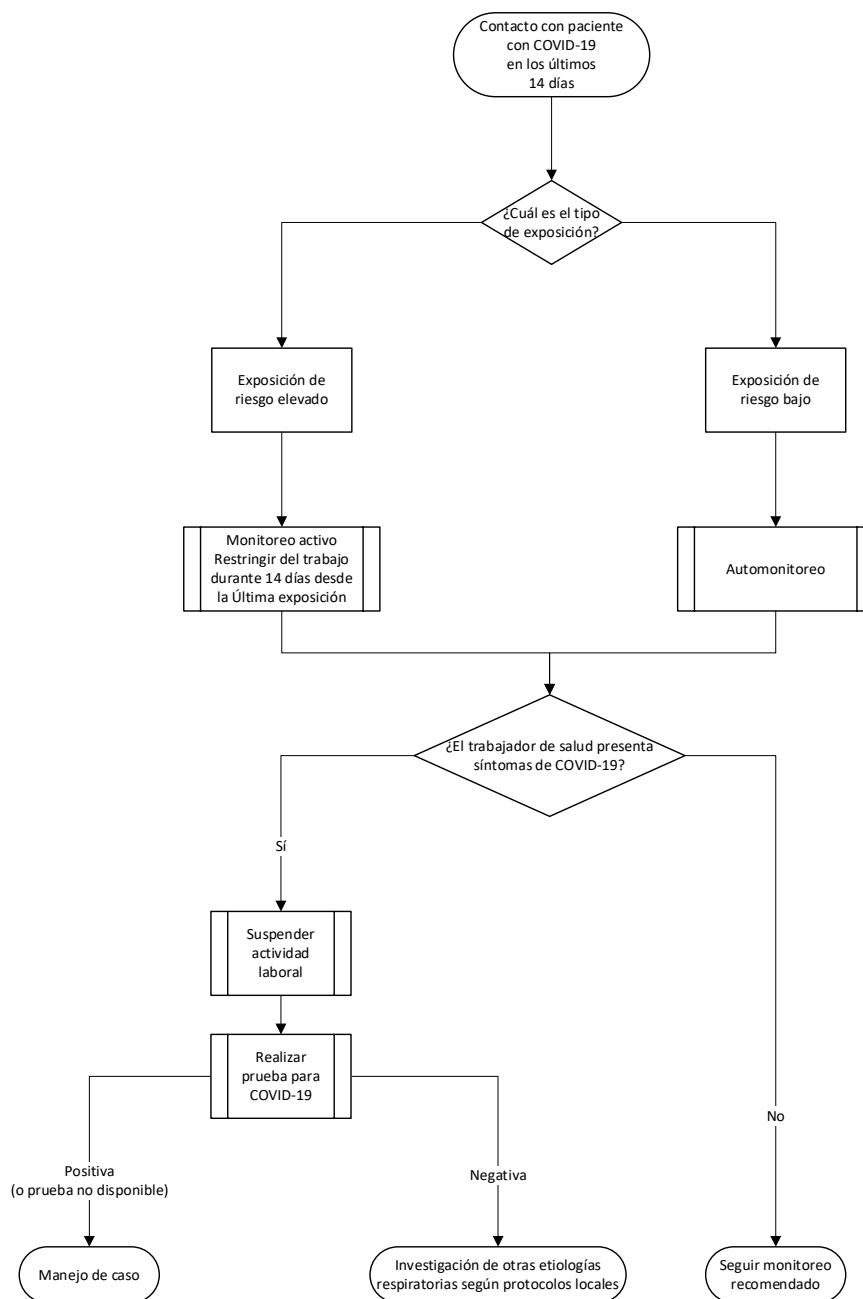 Contacto con paciente
con COVID-19
en los últimos
14 días
¿Cuál es el tipo
de exposición?
Exposición de
riesgo elevado
Exposición de
riesgo bajo
Monitoreo activo
Restringir del trabajo
durante 14 días desde
la Última exposición
Automonitoreo
¿El trabajador de salud presenta
síntomas de COVID-19?
Sí
Suspender
actividad
laboral
Realizar
prueba para
COVID-19
No
Positiva
(o prueba no disponible)
Negativa
Manejo de caso
Investigación de otras etiologías
respiratorias según protocolos locales
Seguir monitoreo
recomendado